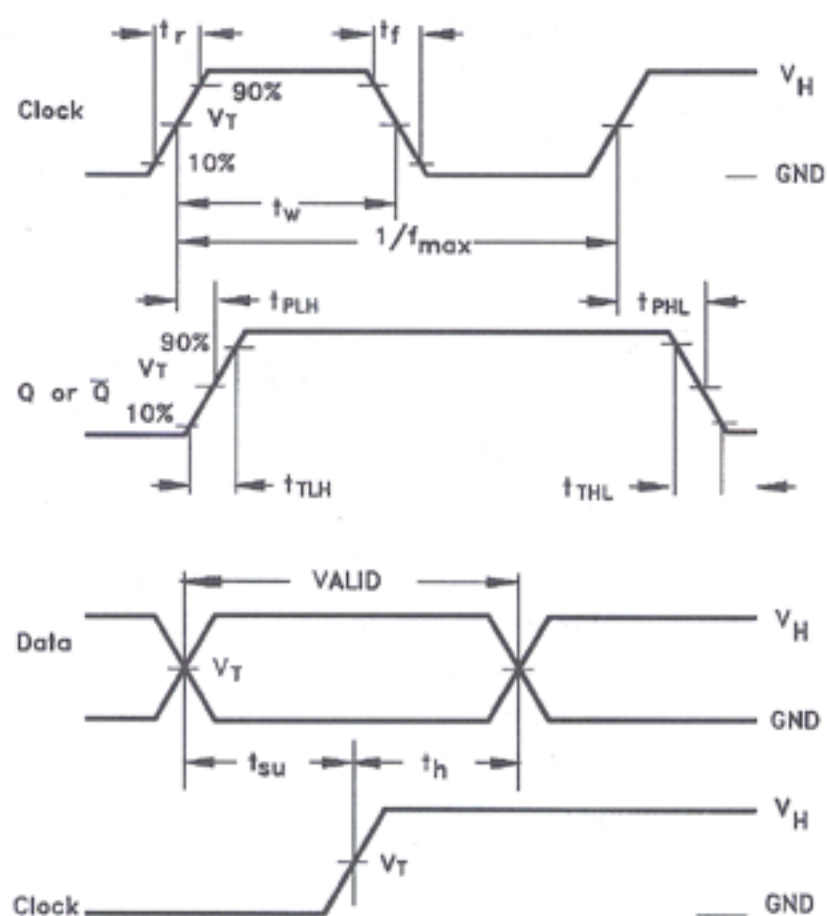 tr
tf
VH
90%
Clock
VT
10%
GND
tw
1/fmax
tPLH
tPHL
90%
VT
Q or Q̅
10%
tTLH
tTHL
VALID
VH
Data
VT
GND
tsu
th
VH
VT
Clock
GND